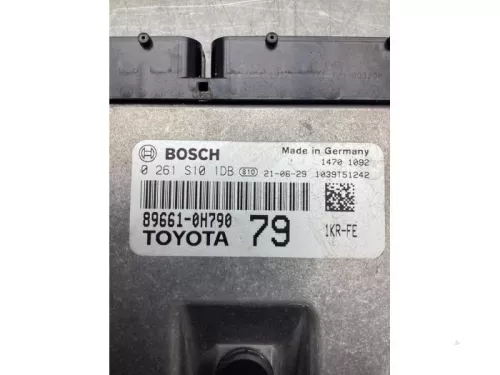 BOSCH
Made in Germany
1470 1092
0 261 S10 1DB 810 21-06-29 1039T51242
89661-0H790
TOYOTA 79 1KR-FE